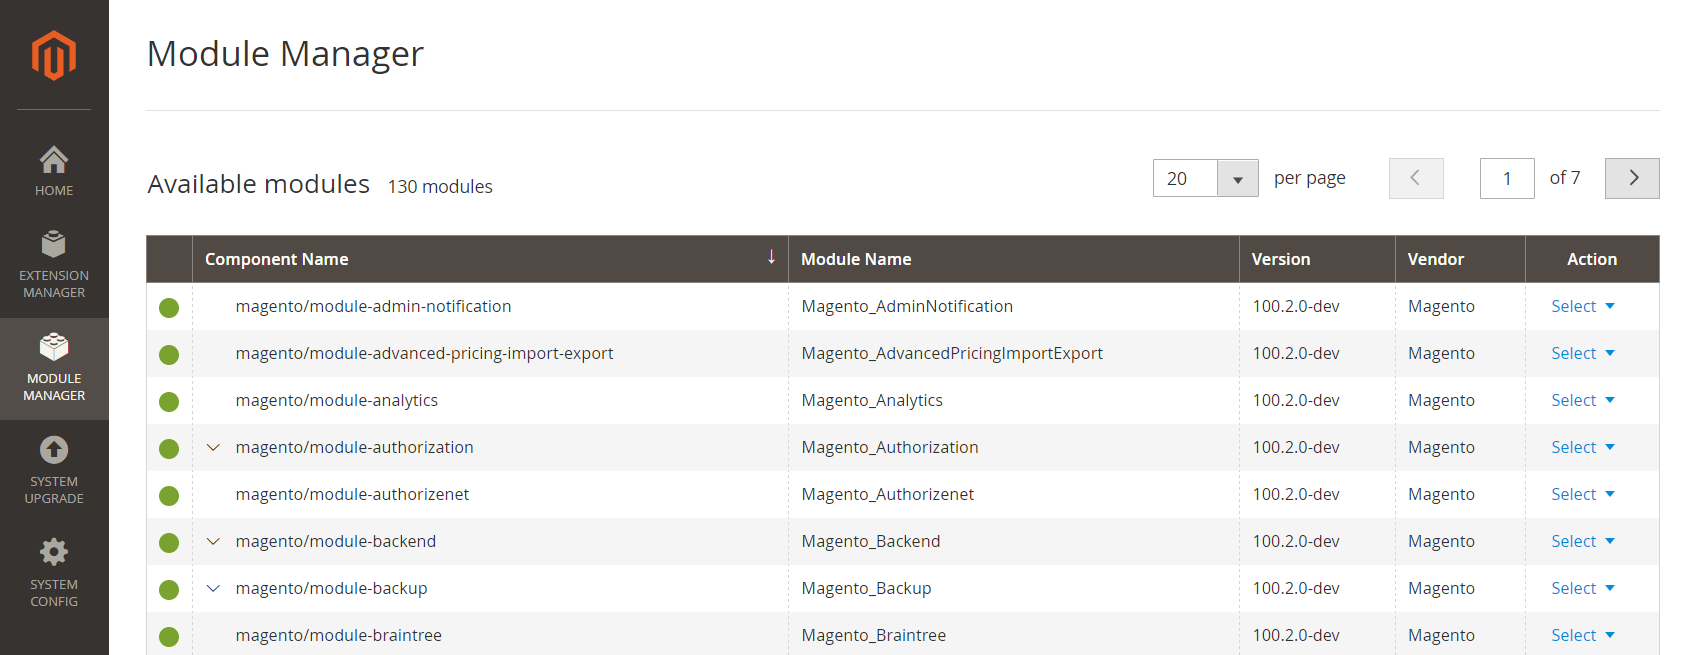 Module Manager
HOME
EXTENSION
MANAGER
MODULE
MANAGER
SYSTEM
UPGRADE
SYSTEM
CONFIG
Available modules 130 modules 20 per page 1 of 7
Component Name ↓ Module Name Version Vendor Action
magento/module-admin-notification Magento_AdminNotification 100.2.0-dev Magento Select
magento/module-advanced-pricing-import-export Magento_AdvancedPricingImportExport 100.2.0-dev Magento Select
magento/module-analytics Magento_Analytics 100.2.0-dev Magento Select
magento/module-authorization Magento_Authorization 100.2.0-dev Magento Select
magento/module-authorizenet Magento_Authorizenet 100.2.0-dev Magento Select
magento/module-backend Magento_Backend 100.2.0-dev Magento Select
magento/module-backup Magento_Backup 100.2.0-dev Magento Select
magento/module-braintree Magento_Braintree 100.2.0-dev Magento Select